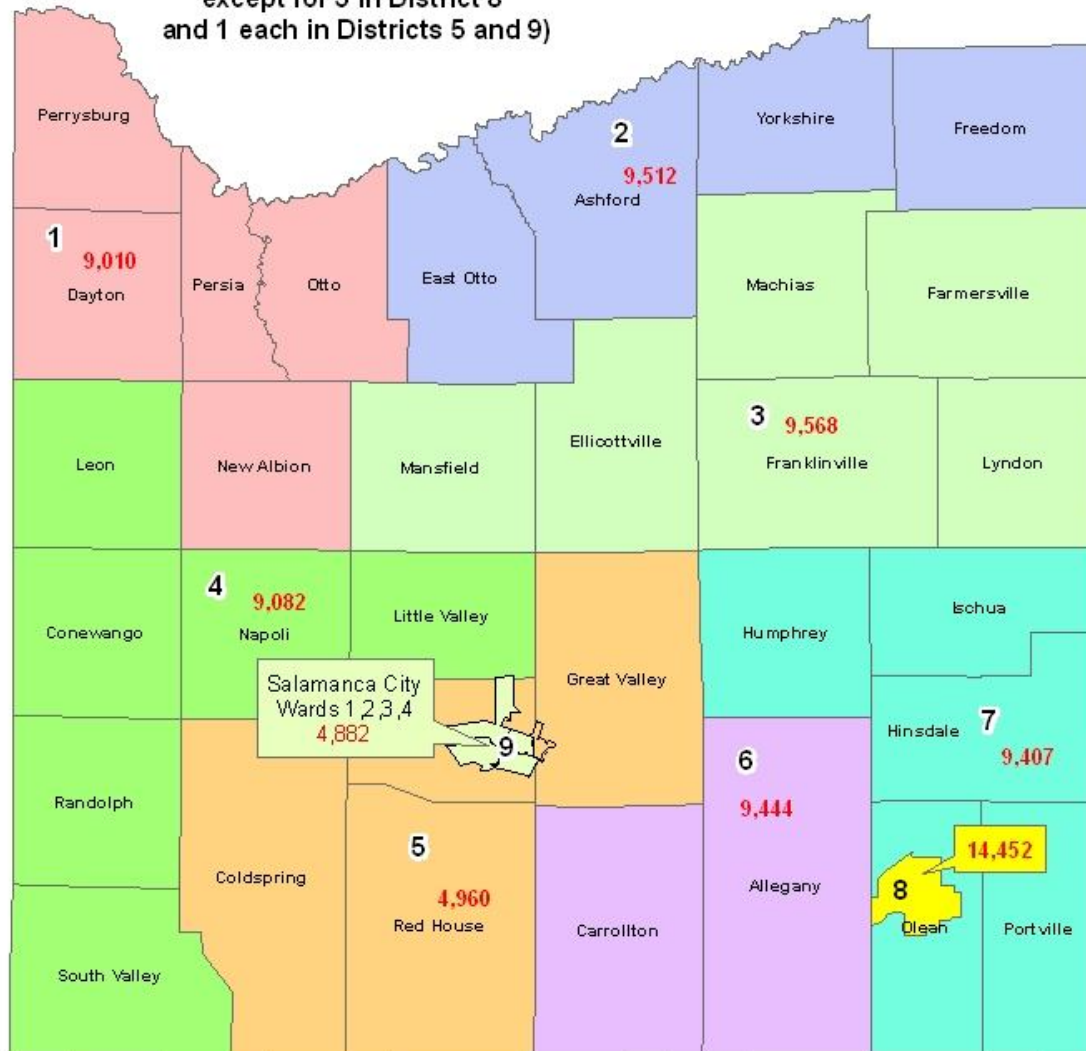 except for 3 in District 8
and 1 each in Districts 5 and 9)
Perrysburg
Yorkshire
2
Freedom
9,512
Ashford
1
9,010
Dayton
Persia
Otto
East Otto
Machias
Farmersville
3
9,568
Franklinville
Ellicottville
Leon
New Albion
Mansfield
Lyndon
4
9,082
Napoli
Conewango
Little Valley
Humphrey
Ischua
Salamanca City
Wards 1,2,3,4
4,882
Great Valley
9
7
Hinsdale
9,407
6
9,444
Randolph
5
4,960
Red House
Coldspring
14,452
8
Olean
Allegany
Carrollton
Portville
South Valley